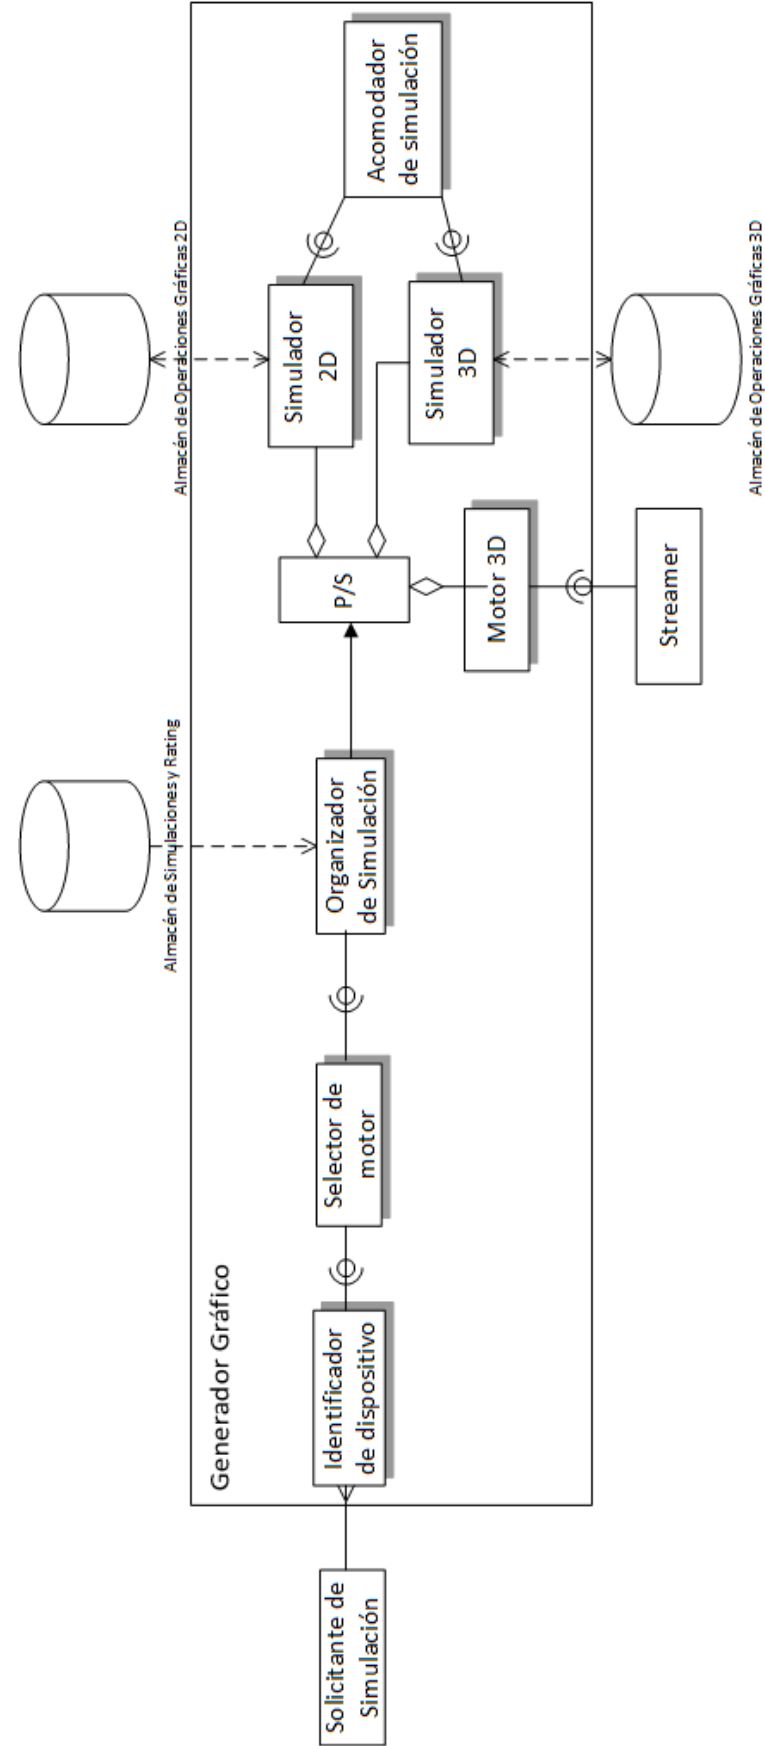 Solicitante de
Simulación
Generador Gráfico
Identificador
de dispositivo
Selector de
motor
Almacén de Simulaciones y Rating
Organizador
de Simulación
P/S
Almacén de Operaciones Gráficas 2D
Simulador
2D
Simulador
3D
Motor 3D
Streamer
Almacén de Operaciones Gráficas 3D
Acomodador
de simulación